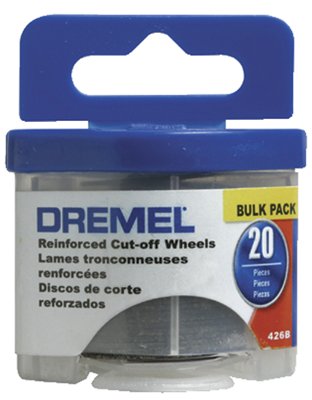 BULK PACK
DREMEL
20
Reinforced Cut-off Wheels
Lames tronconneuses
renforcées
Discos de corte
reforzados
Pieces
Pièces
Piezas
426B